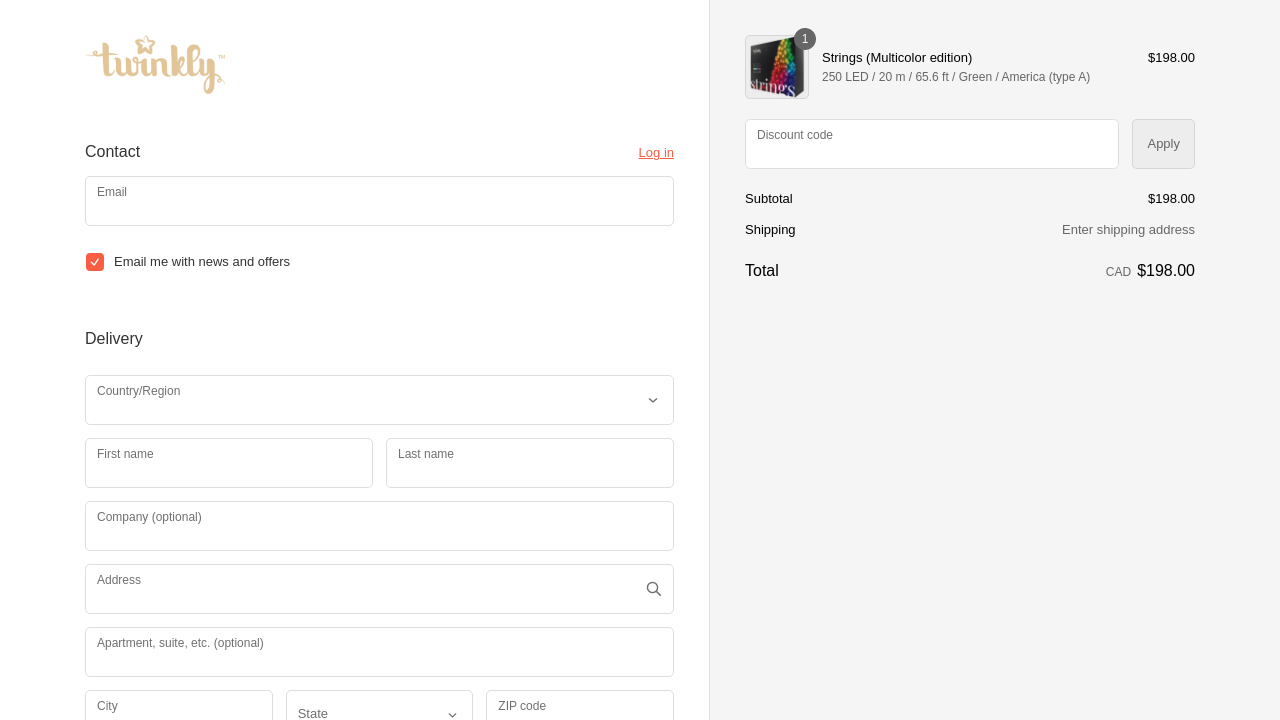 twinkly™
Contact
Log in
Email
Email me with news and offers
Delivery
Country/Region
First name
Last name
Company (optional)
Address
Apartment, suite, etc. (optional)
City
State
ZIP code
1
strings
Strings (Multicolor edition)
$198.00
250 LED / 20 m / 65.6 ft / Green / America (type A)
Discount code
Apply
Subtotal
$198.00
Shipping
Enter shipping address
Total
CAD $198.00